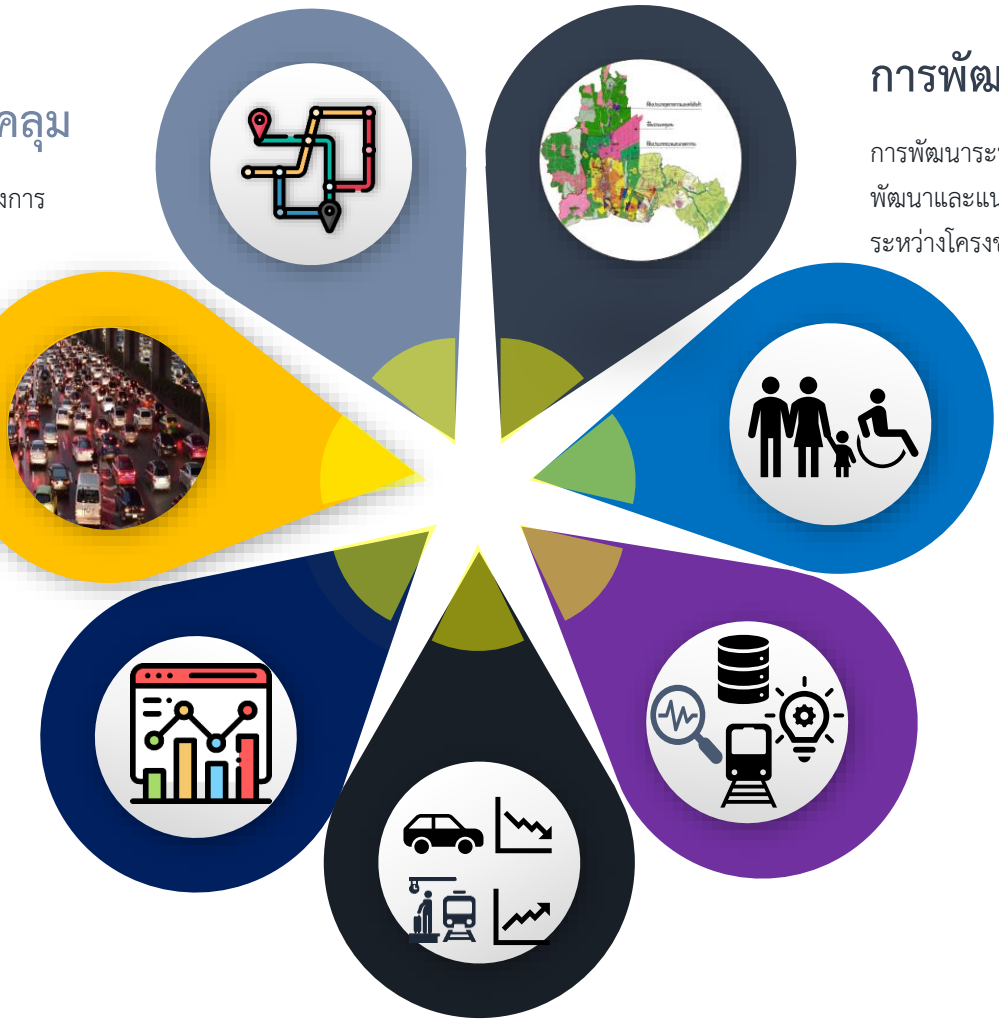 คลุม
งการ
การพัฒ
การพัฒนาระ
พัฒนาและแน
ระหว่างโครงข